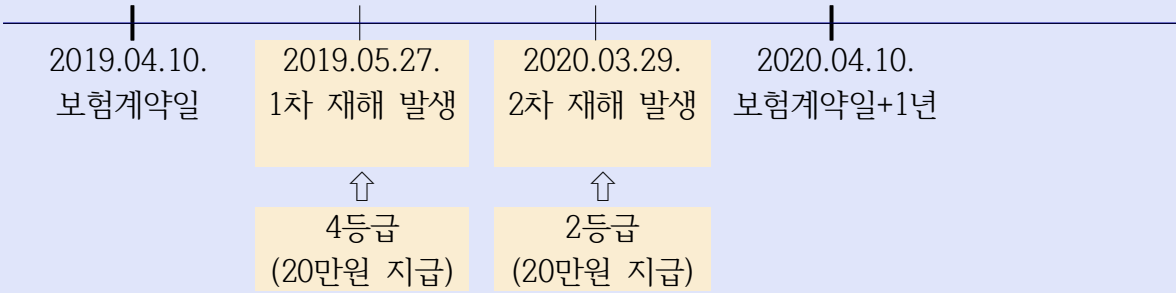 2019.04.10.
보험계약일
2019.05.27.
1차 재해 발생
2020.03.29.
2차 재해 발생
2020.04.10.
보험계약일+1년
⇧
⇧
4등급
(20만원 지급)
2등급
(20만원 지급)